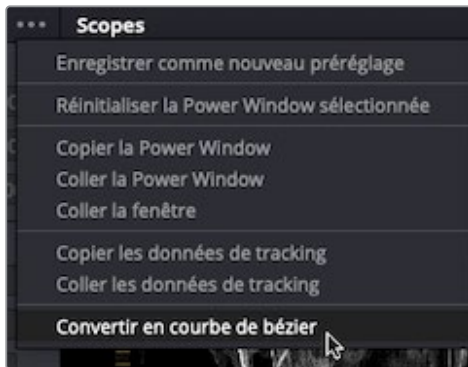 Scopes
Enregistrer comme nouveau préréglage
Réinitialiser la Power Window sélectionnée
Copier la Power Window
Coller la Power Window
Coller la fenêtre
Copier les données de tracking
Coller les données de tracking
Convertir en courbe de bézier